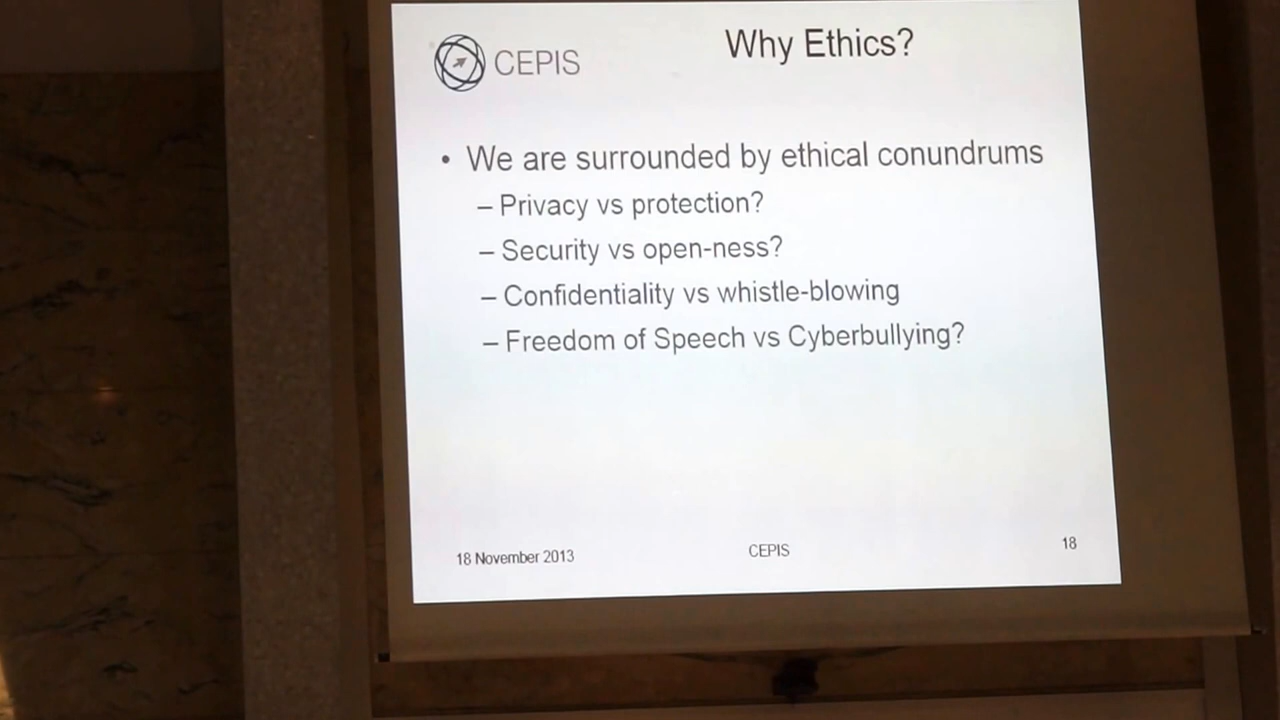 CEPIS
Why Ethics?
• We are surrounded by ethical conundrums
– Privacy vs protection?
– Security vs open-ness?
– Confidentiality vs whistle-blowing
– Freedom of Speech vs Cyberbullying?
18 November 2013
CEPIS
18